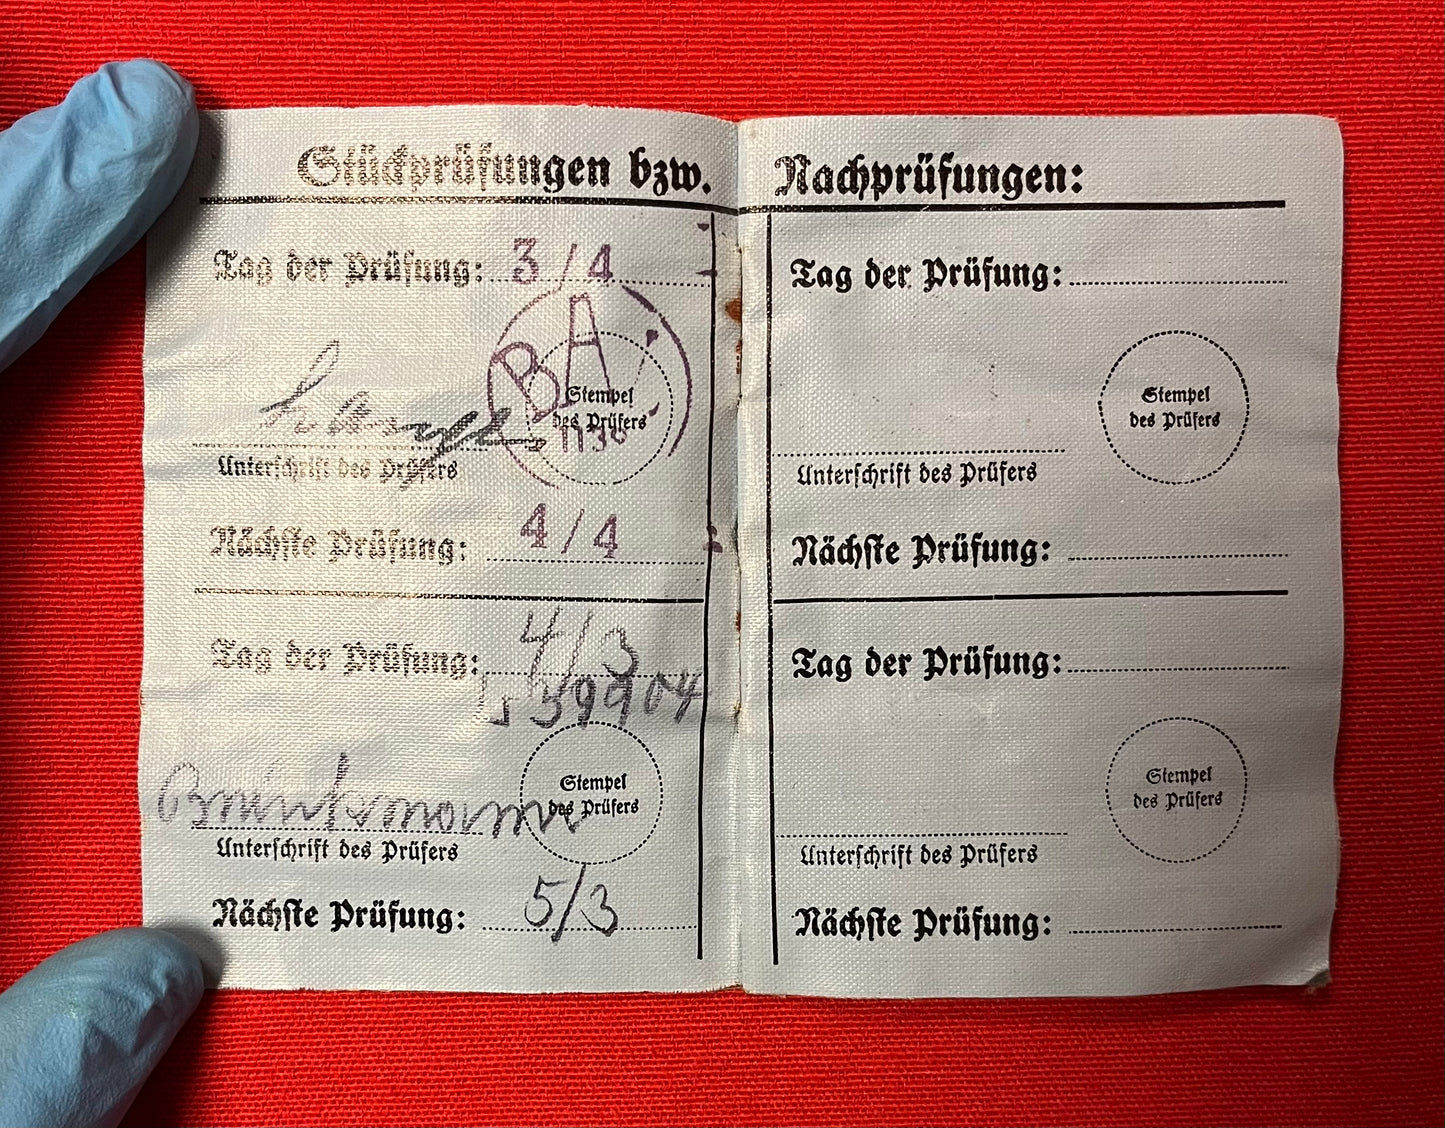 Stückprüfungen bzw. Nachprüfungen:
Tag der Prüfung: 3/4
BA
Stempel
des Prüfers
Unterschrift des Prüfers
Nächste Prüfung: 4/4
Tag der Prüfung: 4/3
39904
Stempel
des Prüfers
Unterschrift des Prüfers
Nächste Prüfung: 5/3
Tag der Prüfung:
Stempel
des Prüfers
Unterschrift des Prüfers
Nächste Prüfung:
Tag der Prüfung:
Stempel
des Prüfers
Unterschrift des Prüfers
Nächste Prüfung: